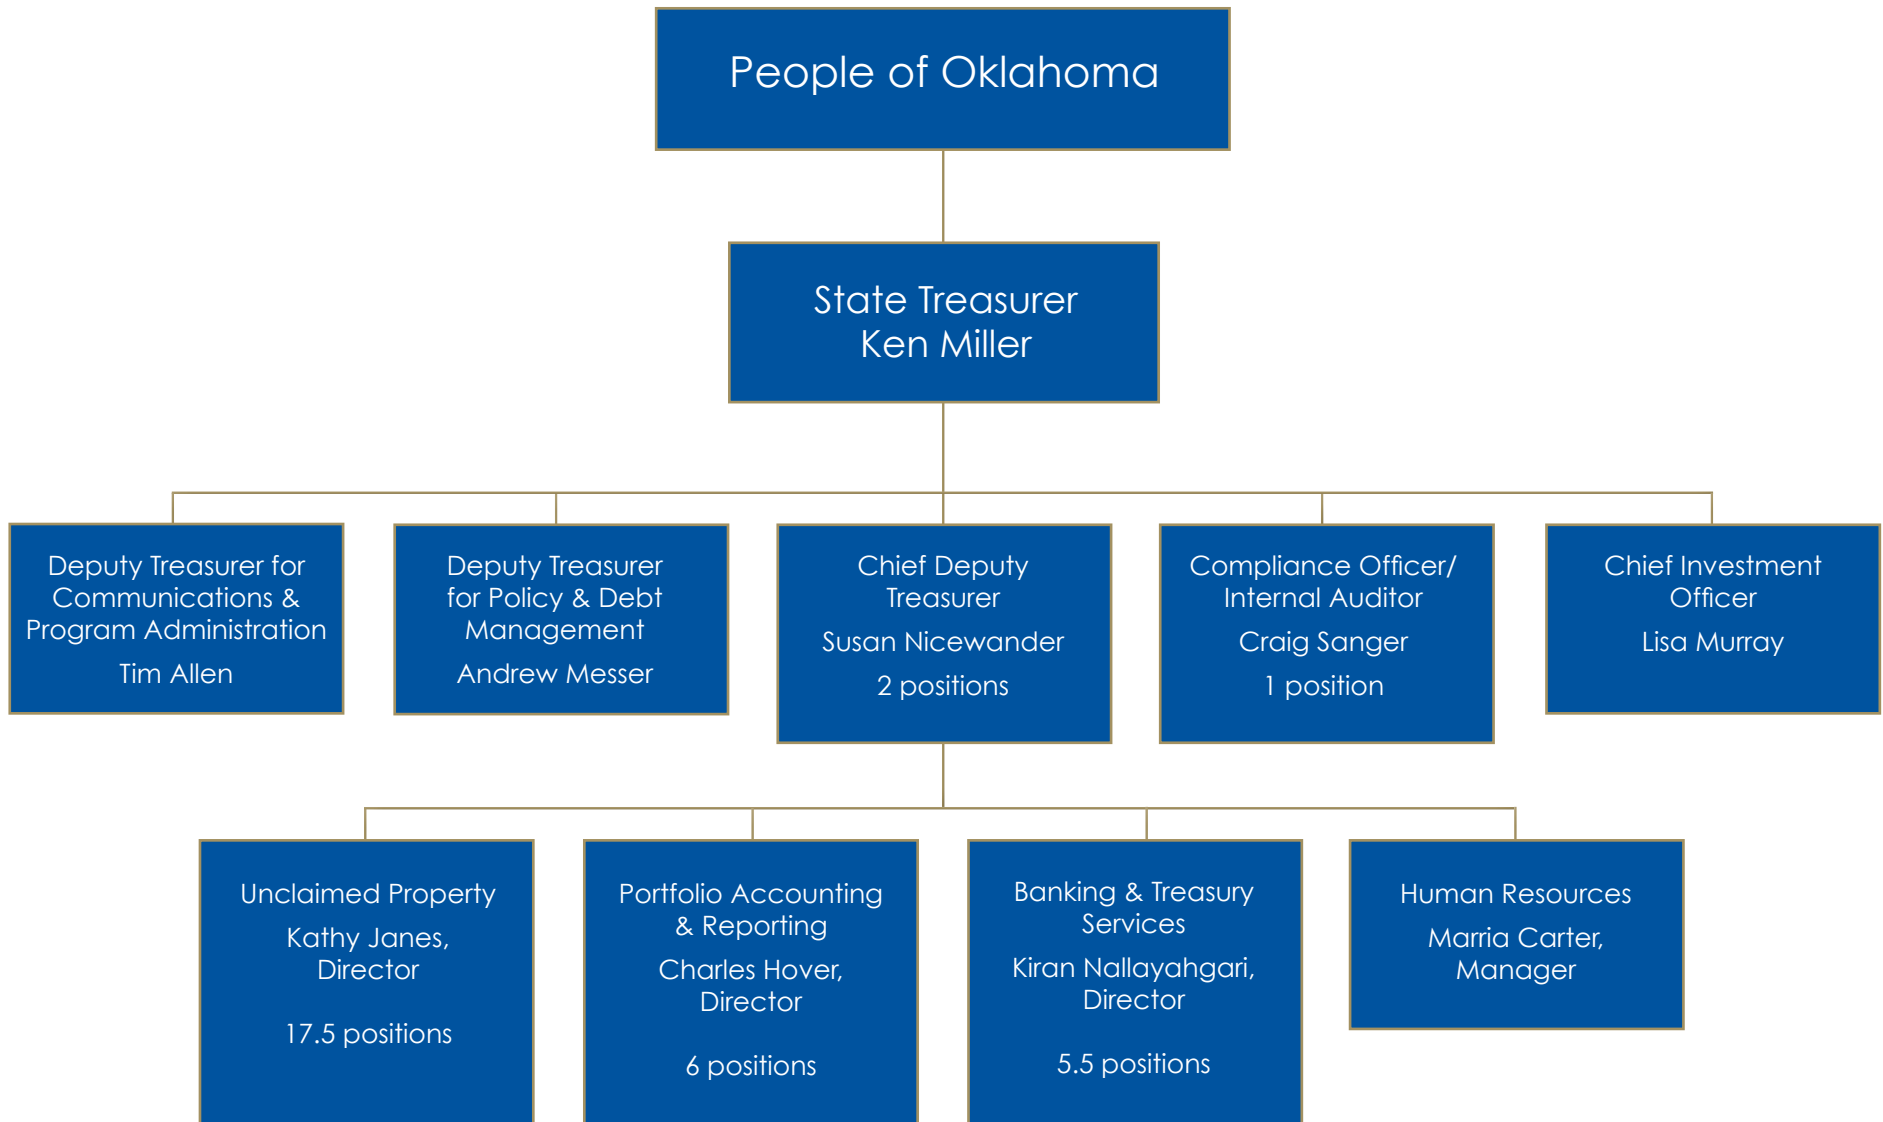 People of Oklahoma
State Treasurer
Ken Miller
Deputy Treasurer for
Communications &
Program Administration
Tim Allen
Deputy Treasurer
for Policy & Debt
Management
Andrew Messer
Chief Deputy
Treasurer
Susan Nicewander
2 positions
Compliance Officer/
Internal Auditor
Craig Sanger
1 position
Chief Investment
Officer
Lisa Murray
Unclaimed Property
Kathy Janes,
Director
17.5 positions
Portfolio Accounting
& Reporting
Charles Hover,
Director
6 positions
Banking & Treasury
Services
Kiran Nallayahgari,
Director
5.5 positions
Human Resources
Marria Carter,
Manager